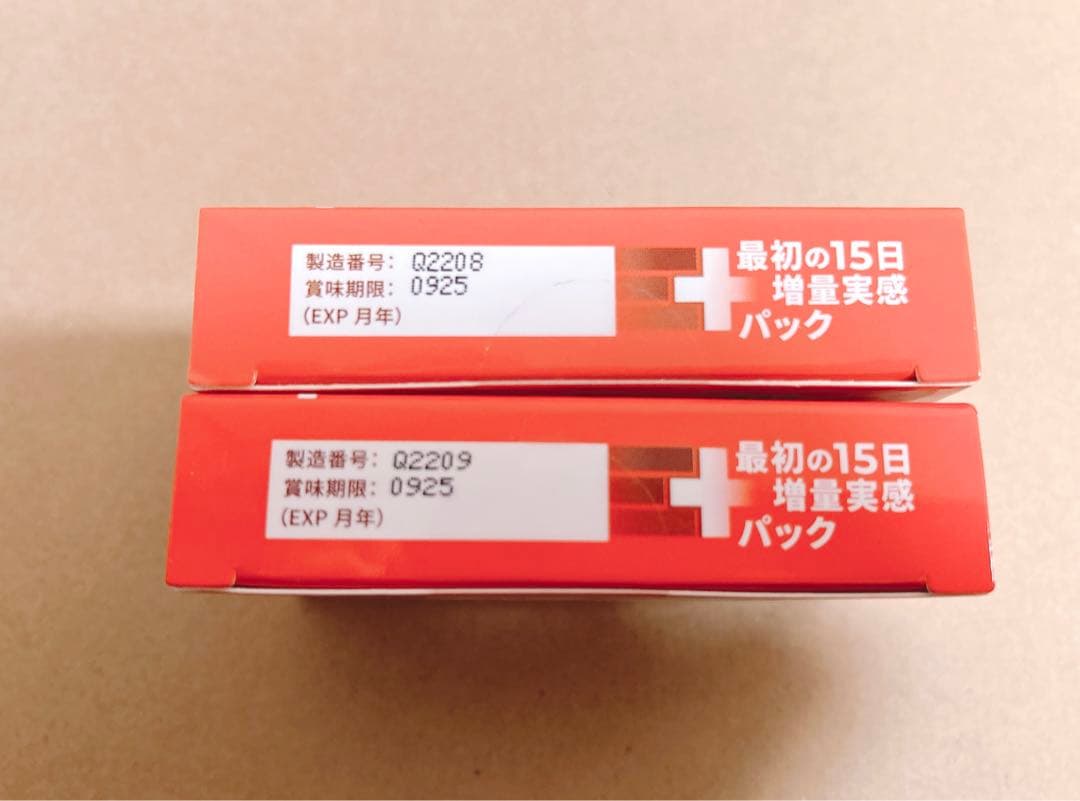 製造番号: Q2208
賞味期限: 0925
(EXP 月年)
最初の15日
増量実感
パック
製造番号: Q2209
賞味期限: 0925
(EXP 月年)
最初の15日
増量実感
パック